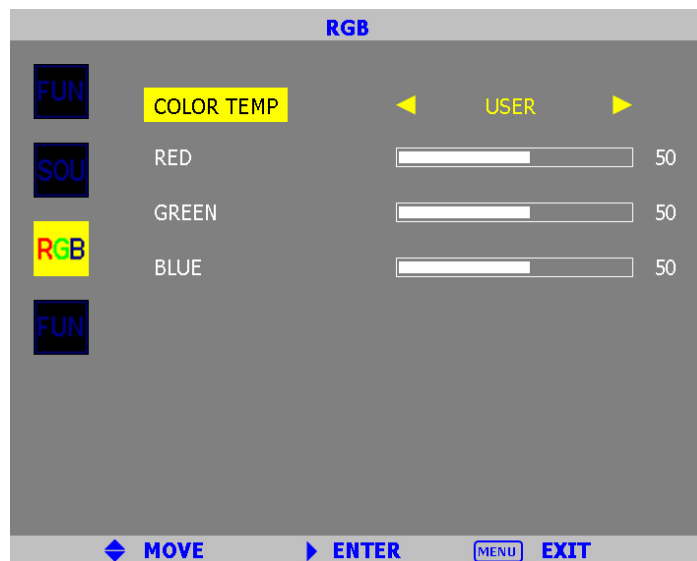 RGB
FUN
COLOR TEMP USER
SOU
RED 50
GREEN 50
RGB
BLUE 50
FUN
MOVE ENTER MENU EXIT